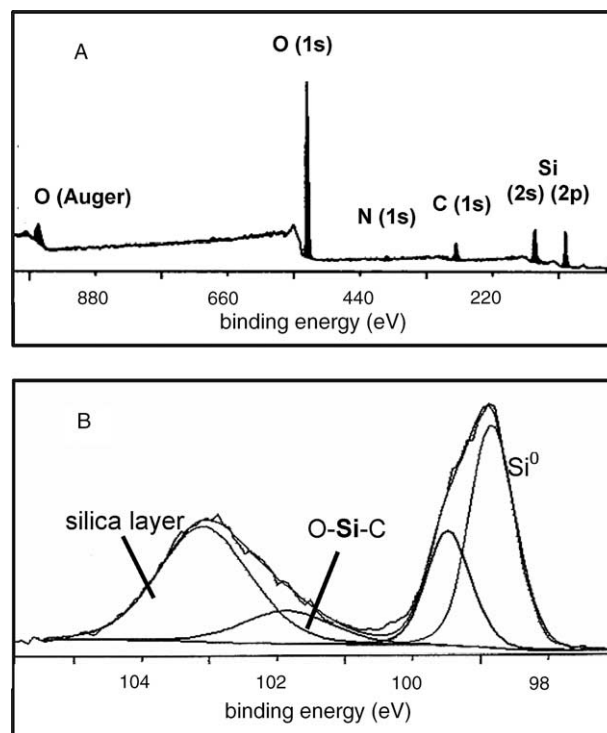 A
O (1s)
Si
O (Auger)
N (1s)
C (1s)
(2s) (2p)
880 660 440 220
binding energy (eV)
B
Si⁰
silica layer
O-Si-C
104 102 100 98
binding energy (eV)